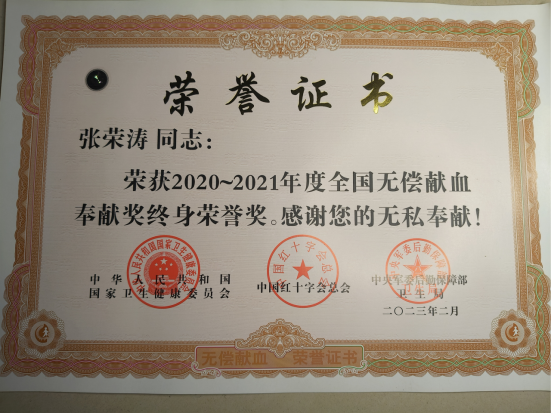 荣誉证书
张荣涛 同志：
荣获2020~2021年度全国无偿献血
奉献奖终身荣誉奖。感谢您的无私奉献！
中华人民共和国
国家卫生健康委员会
中国红十字会总会
中央军委后勤保障部
卫生局
二〇二三年二月
无偿献血 荣誉证书